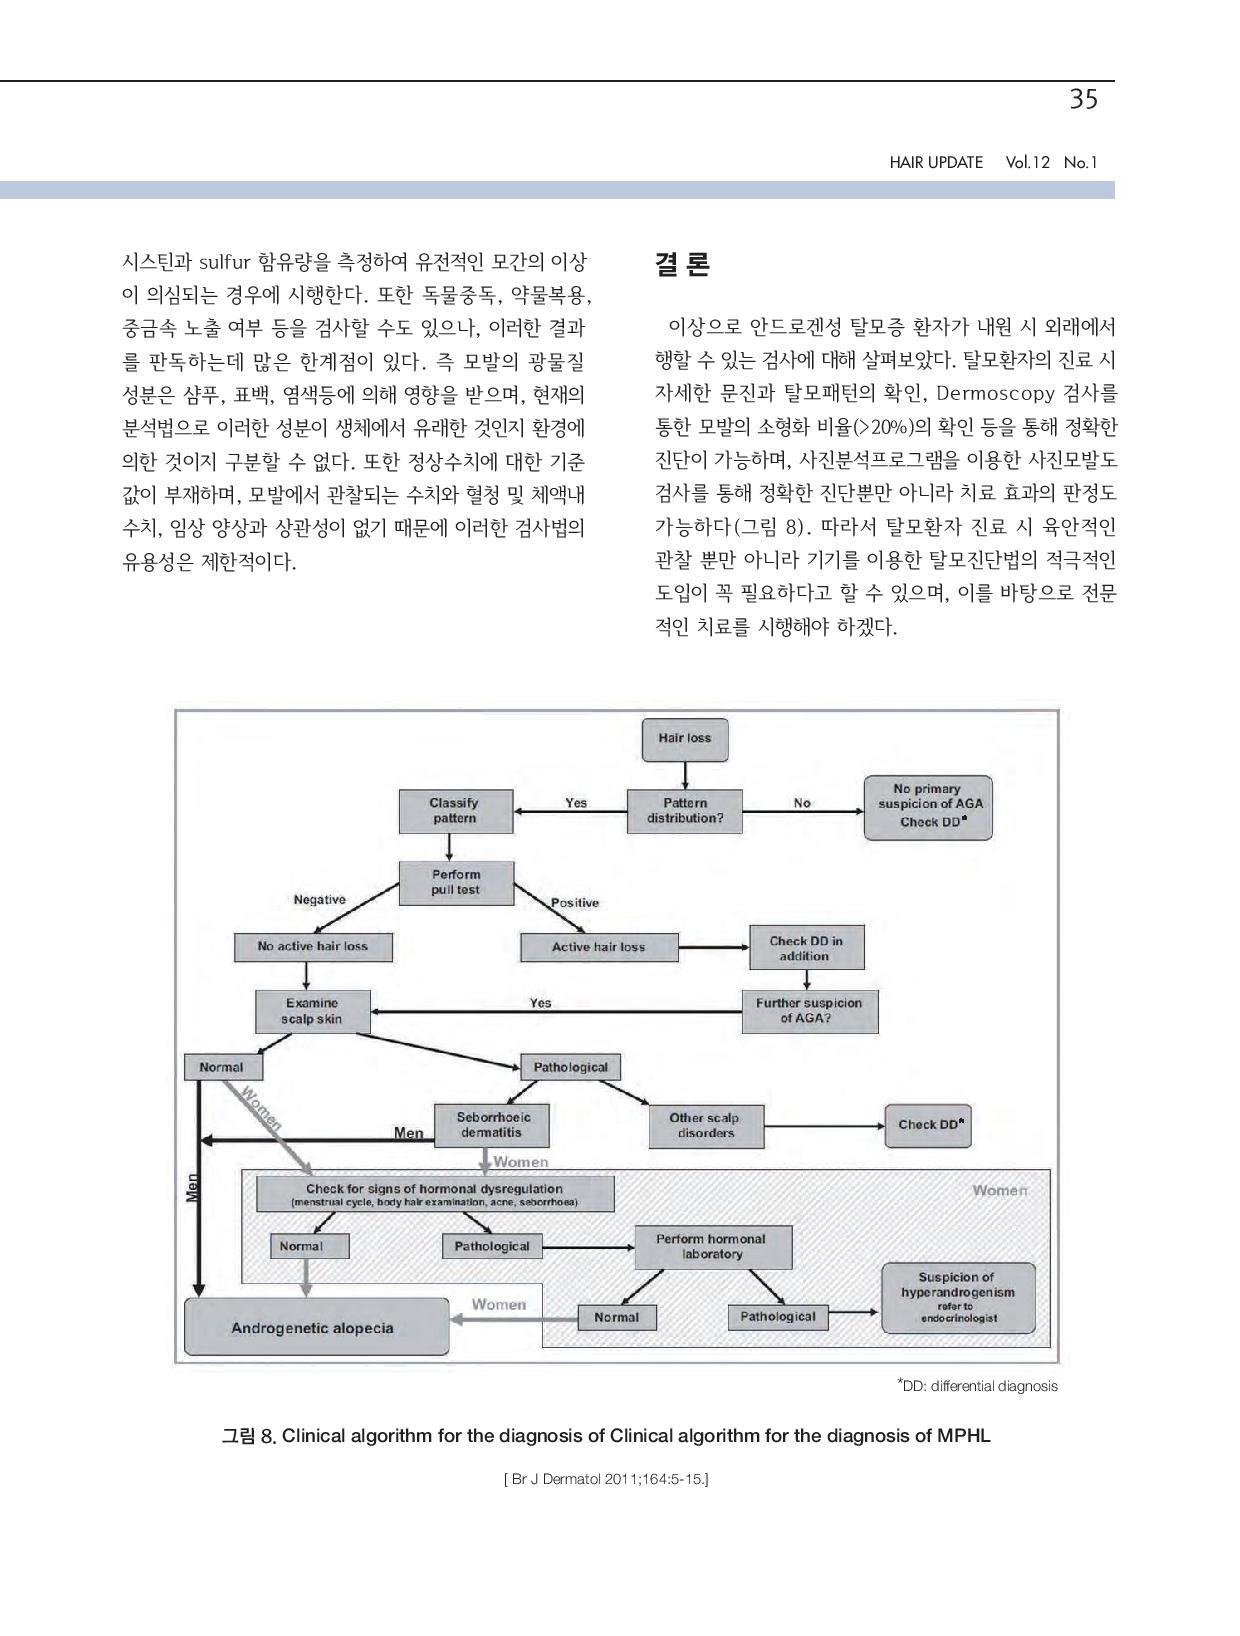 35
HAIR UPDATE Vol.12 No.1
시스틴과 sulfur 함유량을 측정하여 유전적인 모간의 이상
이 의심되는 경우에 시행한다. 또한 독물중독, 약물복용,
중금속 노출 여부 등을 검사할 수도 있으나, 이러한 결과
를 판독하는데 많은 한계점이 있다. 즉 모발의 광물질
성분은 샴푸, 표백, 염색등에 의해 영향을 받으며, 현재의
분석법으로 이러한 성분이 생체에서 유래한 것인지 환경에
의한 것이지 구분할 수 없다. 또한 정상수치에 대한 기준
값이 부재하며, 모발에서 관찰되는 수치와 혈청 및 체액내
수치, 임상 양상과 상관성이 없기 때문에 이러한 검사법의
유용성은 제한적이다.
결 론
이상으로 안드로겐성 탈모증 환자가 내원 시 외래에서
행할 수 있는 검사에 대해 살펴보았다. 탈모환자의 진료 시
자세한 문진과 탈모패턴의 확인, Dermoscopy 검사를
통한 모발의 소형화 비율(>20%)의 확인 등을 통해 정확한
진단이 가능하며, 사진분석프로그램을 이용한 사진모발도
검사를 통해 정확한 진단뿐만 아니라 치료 효과의 판정도
가능하다(그림 8). 따라서 탈모환자 진료 시 육안적인
관찰 뿐만 아니라 기기를 이용한 탈모진단법의 적극적인
도입이 꼭 필요하다고 할 수 있으며, 이를 바탕으로 전문
적인 치료를 시행해야 하겠다.
Hair loss
Classify
pattern
Yes
Pattern
distribution?
No
No primary
suspicion of AGA
Check DD*
Perform
pull test
Negative
Positive
No active hair loss
Active hair loss
Check DD in
addition
Examine
scalp skin
Yes
Further suspicion
of AGA?
Normal
Pathological
Women
Seborrhoeic
dermatitis
Other scalp
disorders
Check DD*
Men
Women
Men
Women
Check for signs of hormonal dysregulation
(menstrual cycle, body hair examination, acne, seborrhoea)
Normal
Pathological
Perform hormonal
laboratory
Suspicion of
hyperandrogenism
refer to
endocrinologist
Women
Normal
Pathological
Androgenetic alopecia
*DD: differential diagnosis
그림 8. Clinical algorithm for the diagnosis of Clinical algorithm for the diagnosis of MPHL
[ Br J Dermatol 2011;164:5-15.]